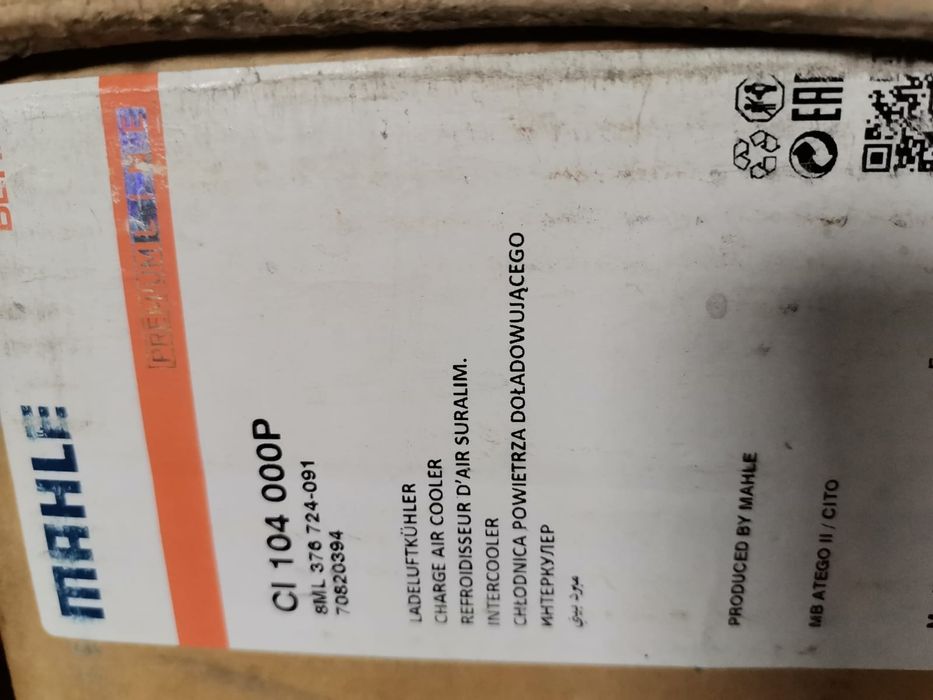 MAHLE
PREMIUM
CI 104 000P
8ML 376 724-091
70820394
LADELUFTKÜHLER
CHARGE AIR COOLER
REFROIDISSEUR D'AIR SURALIM.
INTERCOOLER
CHŁODNICA POWIETRZA DOŁADOWUJĄCEGO
ИНТЕРКУЛЕР
PRODUCED BY MAHLE
MB ATEGO II / CITO
EAC